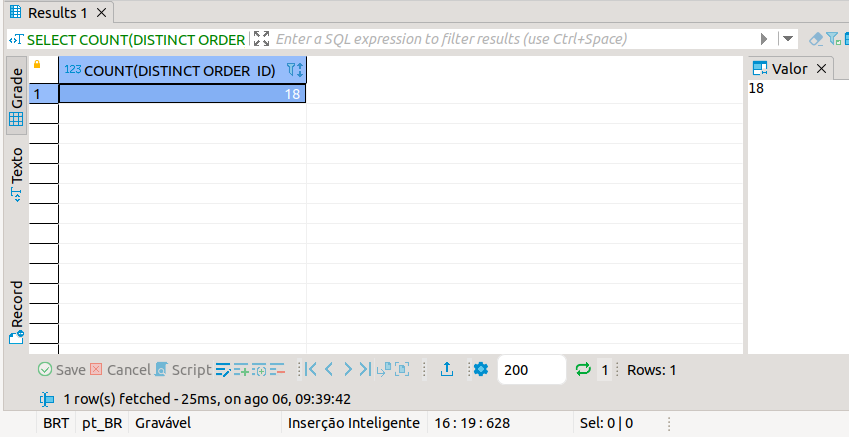 Results 1
SELECT COUNT(DISTINCT ORDER
Enter a SQL expression to filter results (use Ctrl+Space)
Grade
Texto
Record
123 COUNT(DISTINCT ORDER_ID)
1 18
Valor
18
Save Cancel Script 200 1 Rows: 1
1 row(s) fetched - 25ms, on ago 06, 09:39:42
BRT pt_BR Gravável Inserção Inteligente 16 : 19 : 628 Sel: 0 | 0